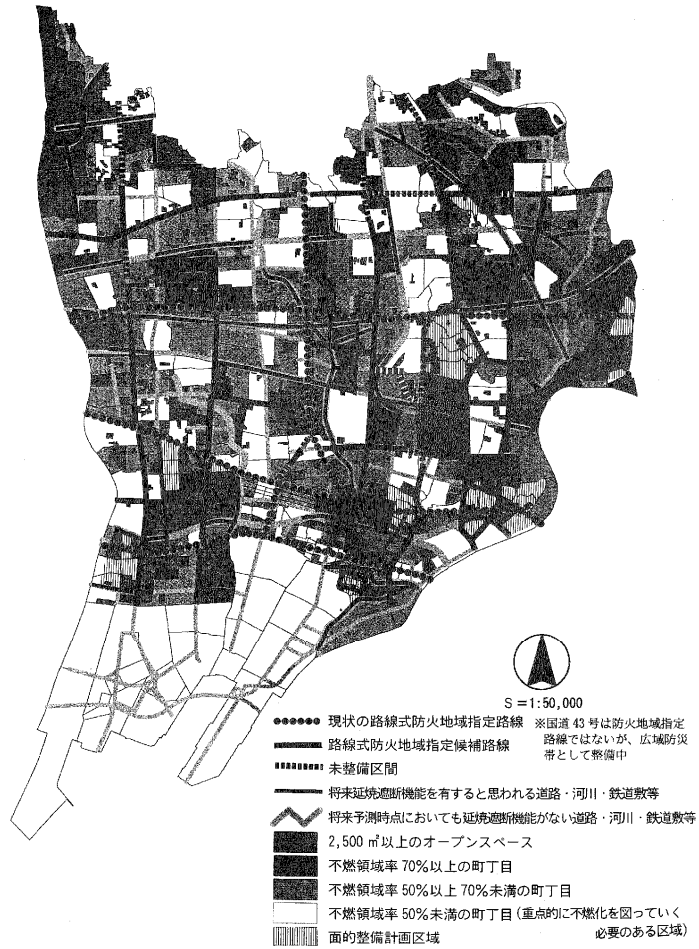 S＝1:50,000
現状の路線式防火地域指定路線
※国道43号は防火地域指定
路線ではないが、広域防災
帯として整備中
路線式防火地域指定候補路線
未整備区間
将来延焼遮断機能を有すると思われる道路・河川・鉄道敷等
将来予測時点においても延焼遮断機能がない道路・河川・鉄道敷等
2,500㎡以上のオープンスペース
不燃領域率70%以上の町丁目
不燃領域率50%以上70%未満の町丁目
不燃領域率50%未満の町丁目(重点的に不燃化を図っていく
必要のある区域)
面的整備計画区域